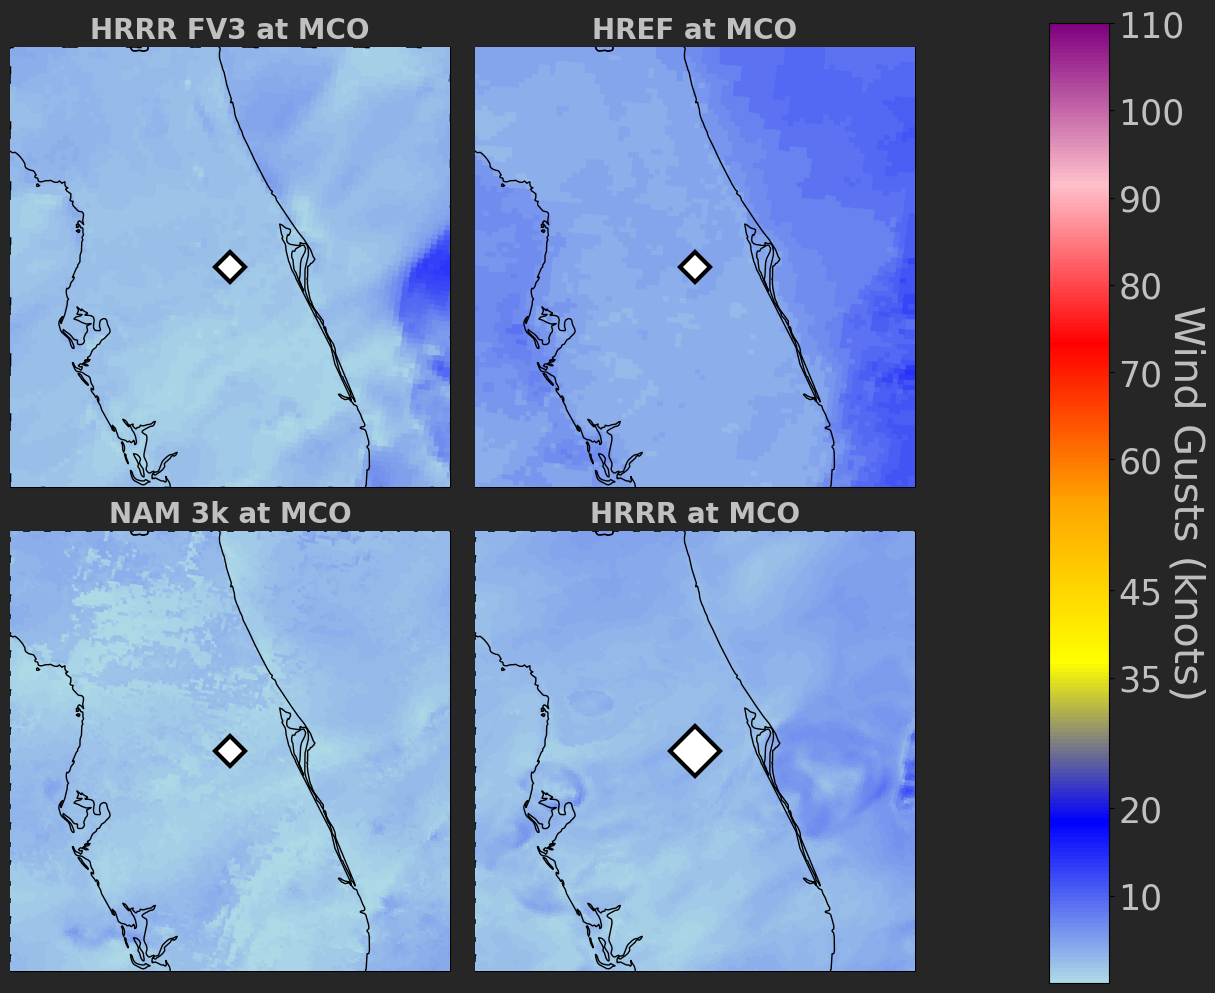 HRRR FV3 at MCO
HREF at MCO
NAM 3k at MCO
HRRR at MCO
110
100
90
80
70
60
45
35
20
10
Wind Gusts (knots)